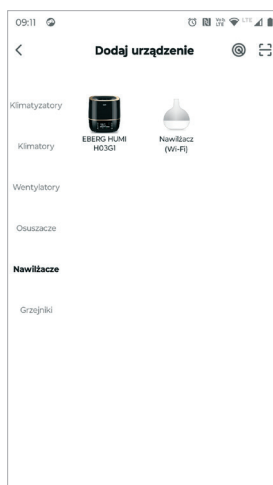 09:11
Dodaj urządzenie
Klimatyzatory
Klimatory
Wentylatory
Osuszacze
Nawilżacze
Grzejniki
EBERG HUMI
H03G1
Nawilżacz
(Wi-Fi)